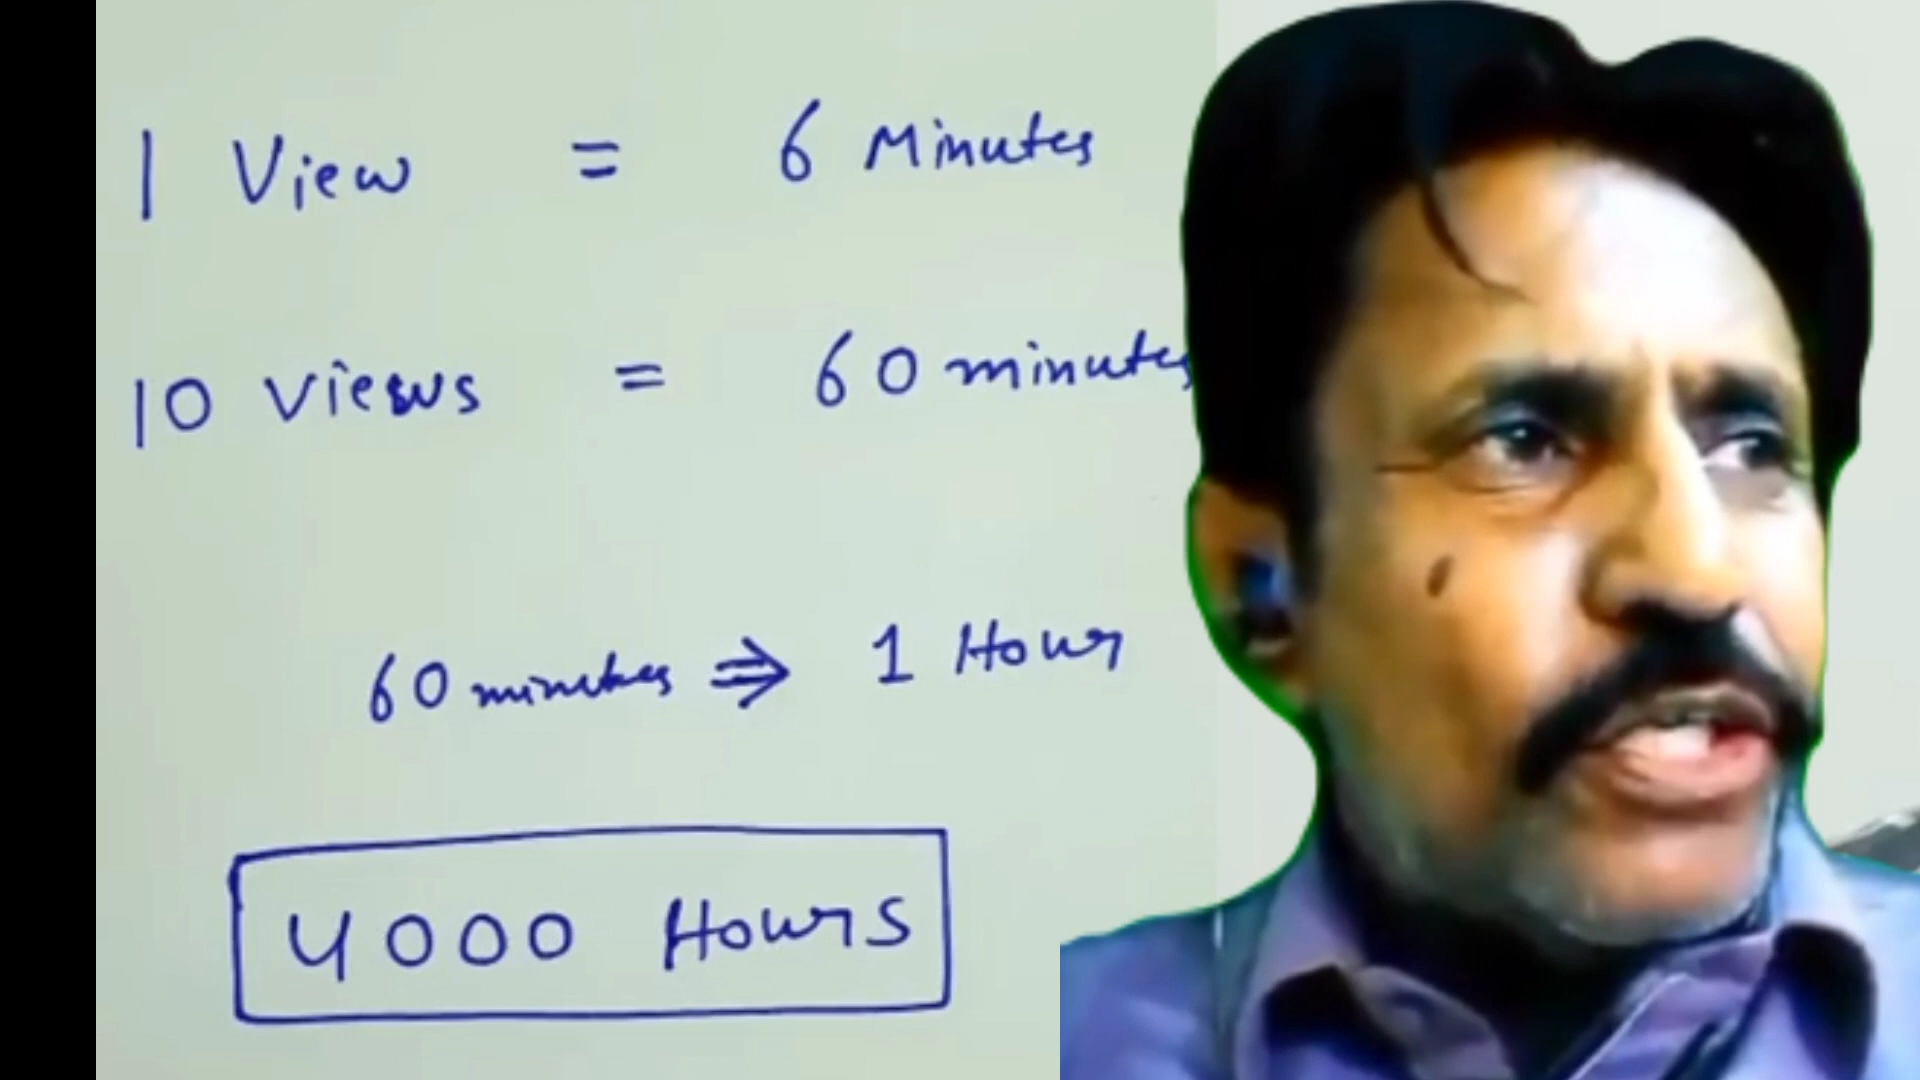 1 View = 6 Minutes
10 views = 60 minutes
60 minutes ⇒ 1 Hour
4000 Hours